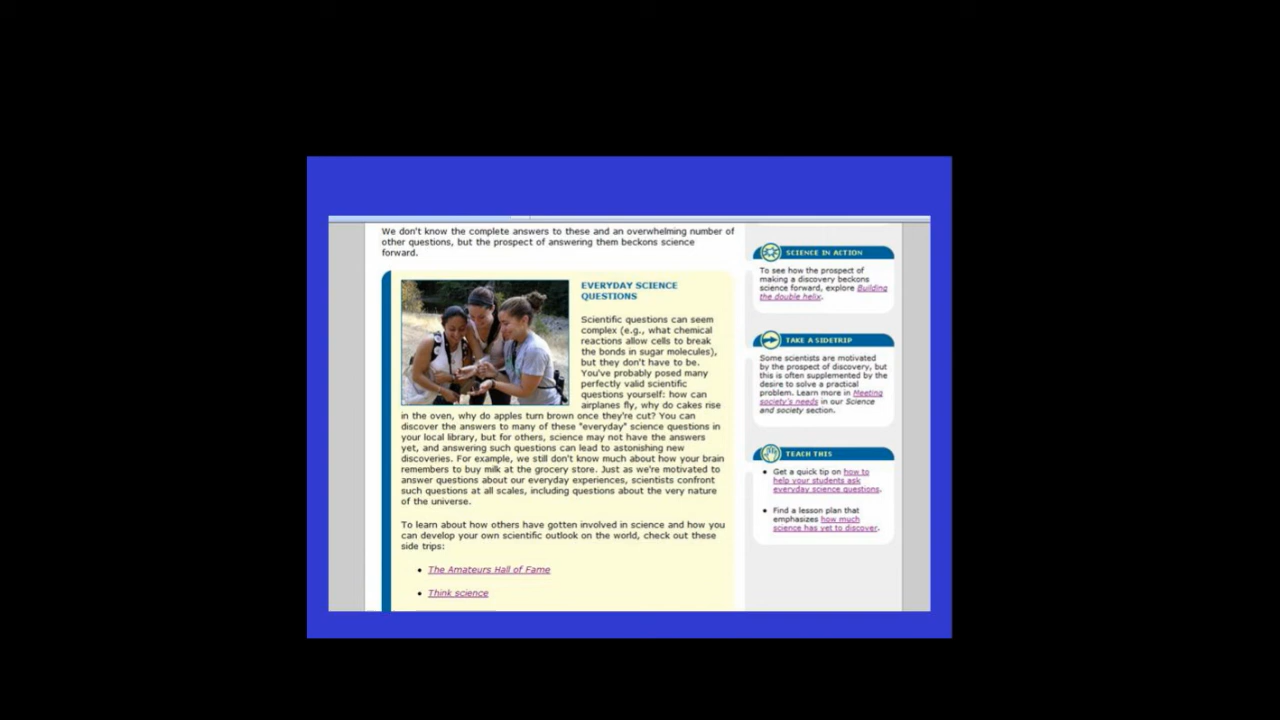 We don't know the complete answers to these and an overwhelming number of
other questions, but the prospect of answering them beckons science
forward.
EVERYDAY SCIENCE
QUESTIONS
Scientific questions can seem
complex (e.g., what chemical
reactions allow cells to break
the bonds in sugar molecules),
but they don't have to be.
You've probably posed many
perfectly valid scientific
questions yourself: how can
airplanes fly, why do cakes rise
in the oven, why do apples turn brown once they're cut? You can
discover the answers to many of these "everyday" science questions in
your local library, but for others, science may not have the answers
yet, and answering such questions can lead to astonishing new
discoveries. For example, we still don't know much about how your brain
remembers to buy milk at the grocery store. Just as we're motivated to
answer questions about our everyday experiences, scientists confront
such questions at all scales, including questions about the very nature
of the universe.
To learn about how others have gotten involved in science and how you
can develop your own scientific outlook on the world, check out these
side trips:
• The Amateurs Hall of Fame
• Think science
SCIENCE IN ACTION
To see how the prospect of
making a discovery beckons
science forward, explore Building
the double helix.
TAKE A SIDETRIP
Some scientists are motivated
by the prospect of discovery, but
this is often supplemented by the
desire to solve a practical
problem. Learn more in Meeting
society's needs in our Science
and society section.
TEACH THIS
• Get a quick tip on how to
help your students ask
everyday science questions.
• Find a lesson plan that
emphasizes how much
science has yet to discover.